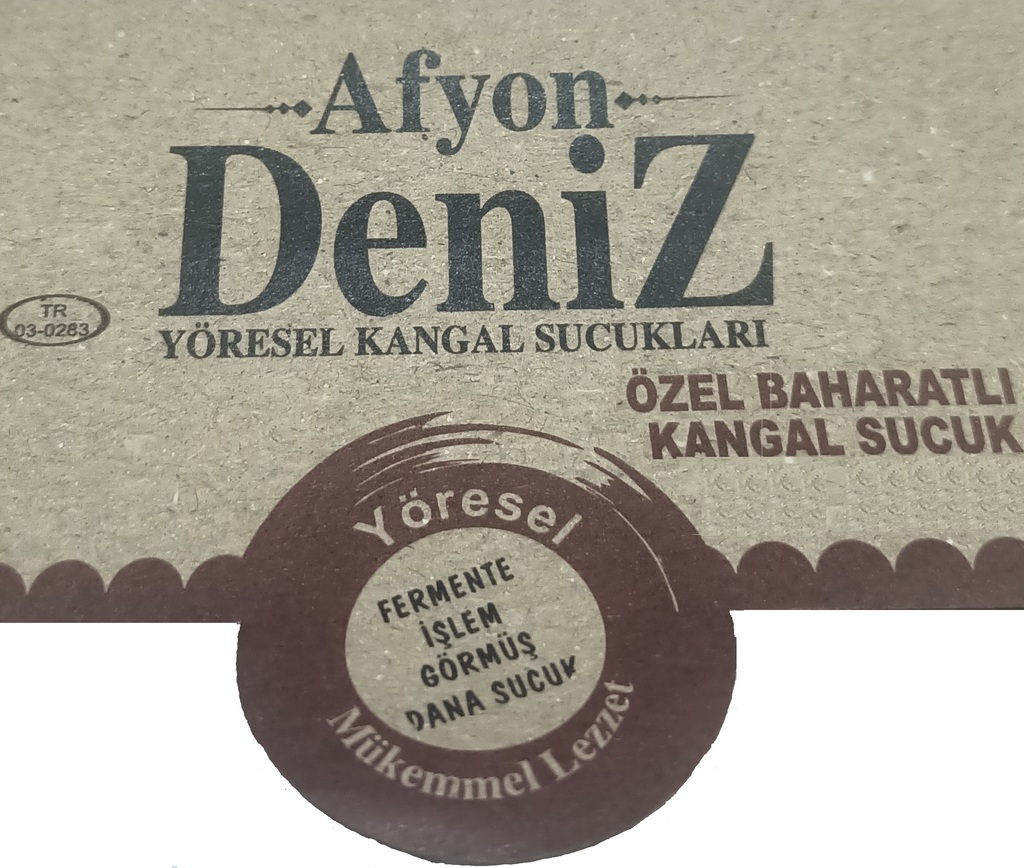 Afyon
DeniZ
TR
03-0283
YÖRESEL KANGAL SUCUKLARI
ÖZEL BAHARATLI
KANGAL SUCUK
Yöresel
FERMENTE
İŞLEM
GÖRMÜŞ
DANA SUCUK
Mükemmel Lezzet